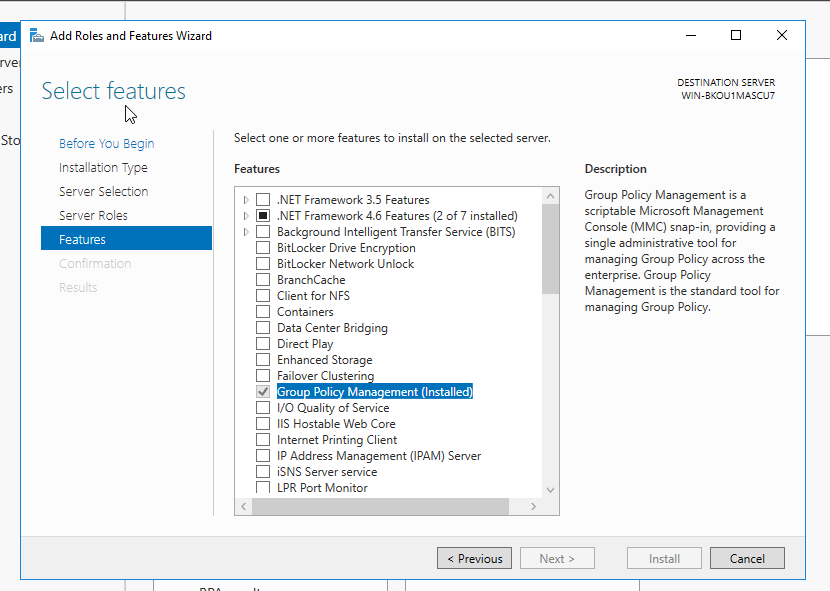 Add Roles and Features Wizard
Select features
DESTINATION SERVER
WIN-BKOU1MASCU7
Before You Begin
Installation Type
Server Selection
Server Roles
Features
Confirmation
Results
Select one or more features to install on the selected server.
Features
.NET Framework 3.5 Features
.NET Framework 4.6 Features (2 of 7 installed)
Background Intelligent Transfer Service (BITS)
BitLocker Drive Encryption
BitLocker Network Unlock
BranchCache
Client for NFS
Containers
Data Center Bridging
Direct Play
Enhanced Storage
Failover Clustering
Group Policy Management (Installed)
I/O Quality of Service
IIS Hostable Web Core
Internet Printing Client
IP Address Management (IPAM) Server
iSNS Server service
LPR Port Monitor
Description
Group Policy Management is a
scriptable Microsoft Management
Console (MMC) snap-in, providing a
single administrative tool for
managing Group Policy across the
enterprise. Group Policy
Management is the standard tool for
managing Group Policy.
< Previous
Next >
Install
Cancel